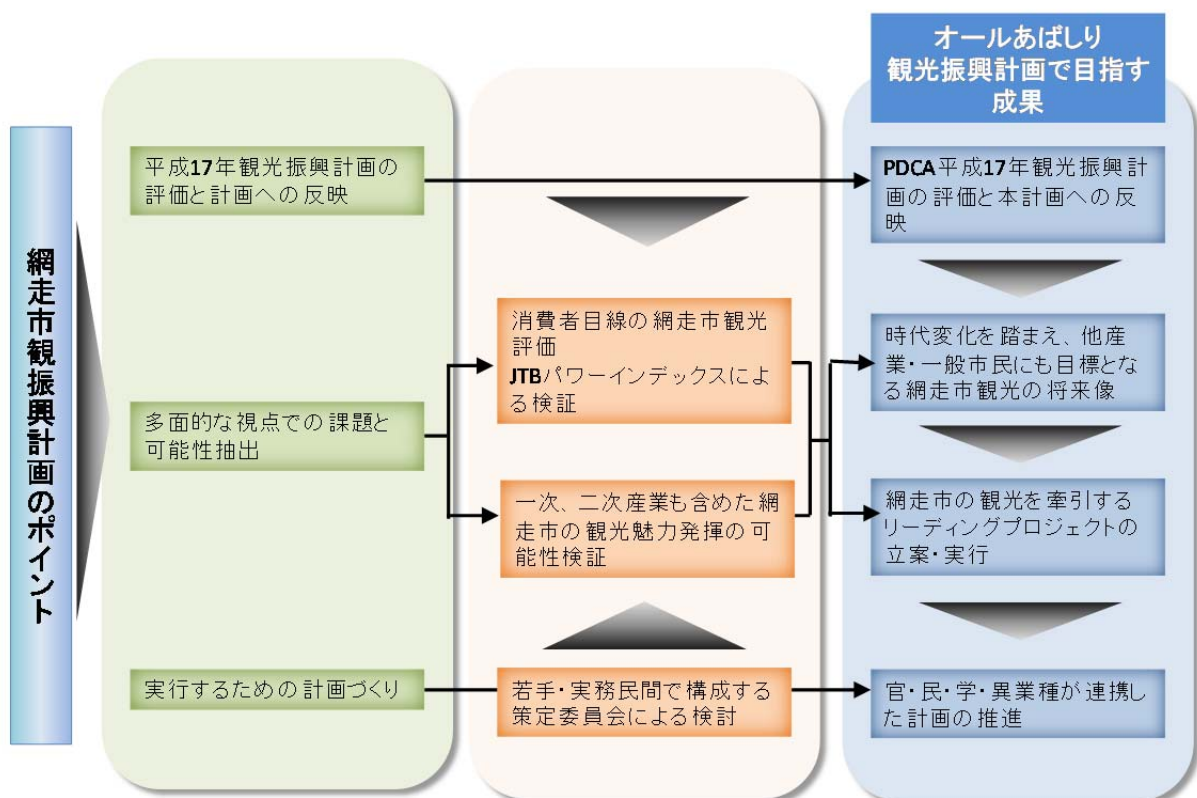 網走市観振興計画のポイント
平成17年観光振興計画の
評価と計画への反映
多面的な視点での課題と
可能性抽出
実行するための計画づくり
消費者目線の網走市観光
評価
JTBパワーインデックスによ
る検証
一次、二次産業も含めた網
走市の観光魅力発揮の可
能性検証
若手・実務民間で構成する
策定委員会による検討
オールあばしり
観光振興計画で目指す
成果
PDCA平成17年観光振興計
画の評価と本計画への反
映
時代変化を踏まえ、他産
業・一般市民にも目標とな
る網走市観光の将来像
網走市の観光を牽引する
リーディングプロジェクトの
立案・実行
官・民・学・異業種が連携し
た計画の推進